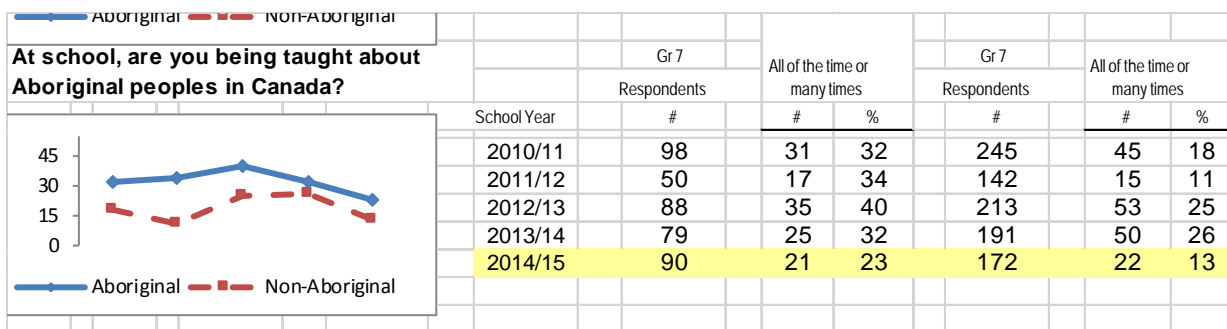 Aboriginal Non-Aboriginal
At school, are you being taught about
Aboriginal peoples in Canada?
Gr 7 All of the time or many times Gr 7 All of the time or many times
Respondents Respondents
School Year # # % # # %
45
30
15
0
Aboriginal Non-Aboriginal
2010/11 98 31 32 245 45 18
2011/12 50 17 34 142 15 11
2012/13 88 35 40 213 53 25
2013/14 79 25 32 191 50 26
2014/15 90 21 23 172 22 13